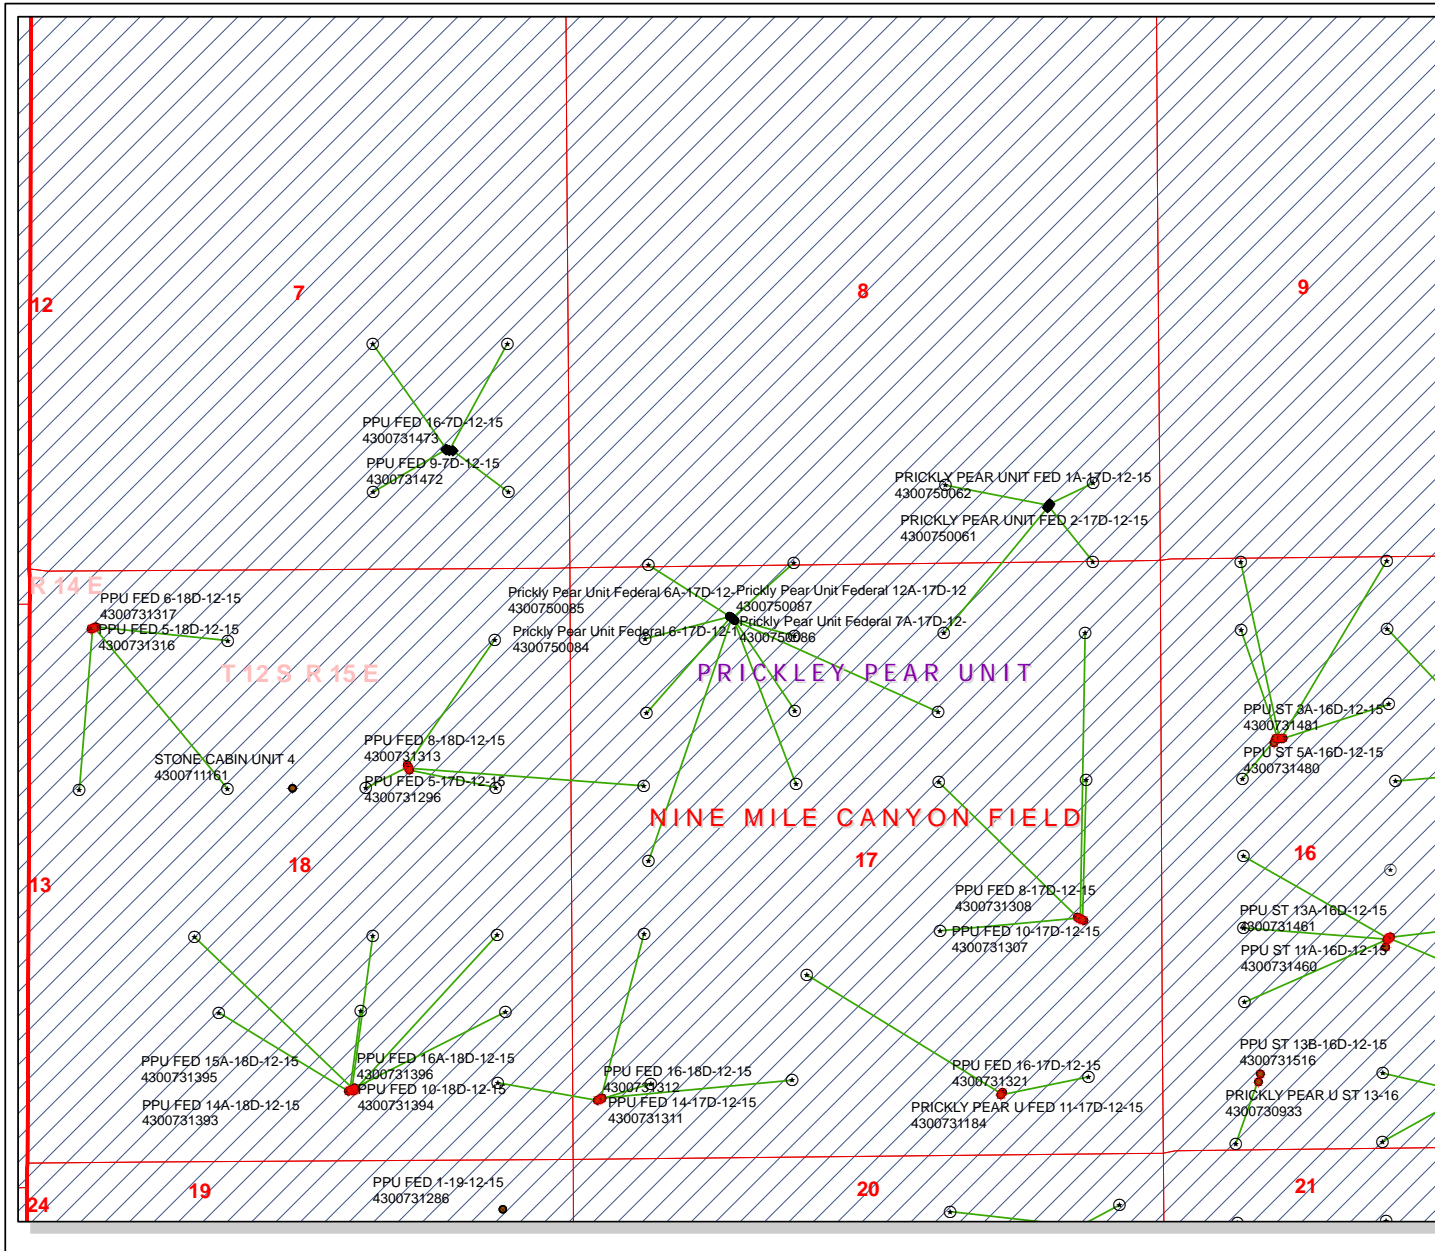 7
8
9
12
PPU FED 16-7D-12-15
4300731473
PPU FED 9-7D-12-15
4300731472
PRICKLY PEAR UNIT FED 1A-17D-12-15
4300750062
PRICKLY PEAR UNIT FED 2-17D-12-15
4300750061
R 14 E
PPU FED 6-18D-12-15
4300731317
PPU FED 5-18D-12-15
4300731316
Prickly Pear Unit Federal 6A-17D-12-
4300750085
Prickly Pear Unit Federal 12A-17D-12
4300750087
Prickly Pear Unit Federal 6-17D-12-1
4300750084
Prickly Pear Unit Federal 7A-17D-12-
4300750086
T 12 S R 15 E
PRICKLEY PEAR UNIT
PPU ST 3A-16D-12-15
4300731481
PPU ST 5A-16D-12-15
4300731480
STONE CABIN UNIT 4
4300711161
PPU FED 8-18D-12-15
4300731313
PPU FED 5-17D-12-15
4300731296
NINE MILE CANYON FIELD
18
17
16
13
PPU FED 8-17D-12-15
4300731308
PPU FED 10-17D-12-15
4300731307
PPU ST 13A-16D-12-15
4300731461
PPU ST 11A-16D-12-15
4300731460
PPU FED 15A-18D-12-15
4300731395
PPU FED 14A-18D-12-15
4300731393
PPU FED 16A-18D-12-15
4300731396
PPU FED 10-18D-12-15
4300731394
PPU FED 16-18D-12-15
4300731312
PPU FED 14-17D-12-15
4300731311
PPU FED 16-17D-12-15
4300731321
PRICKLY PEAR U FED 11-17D-12-15
4300731184
PPU ST 13B-16D-12-15
4300731516
PRICKLY PEAR U ST 13-16
4300730933
24
19
PPU FED 1-19-12-15
4300731286
20
21